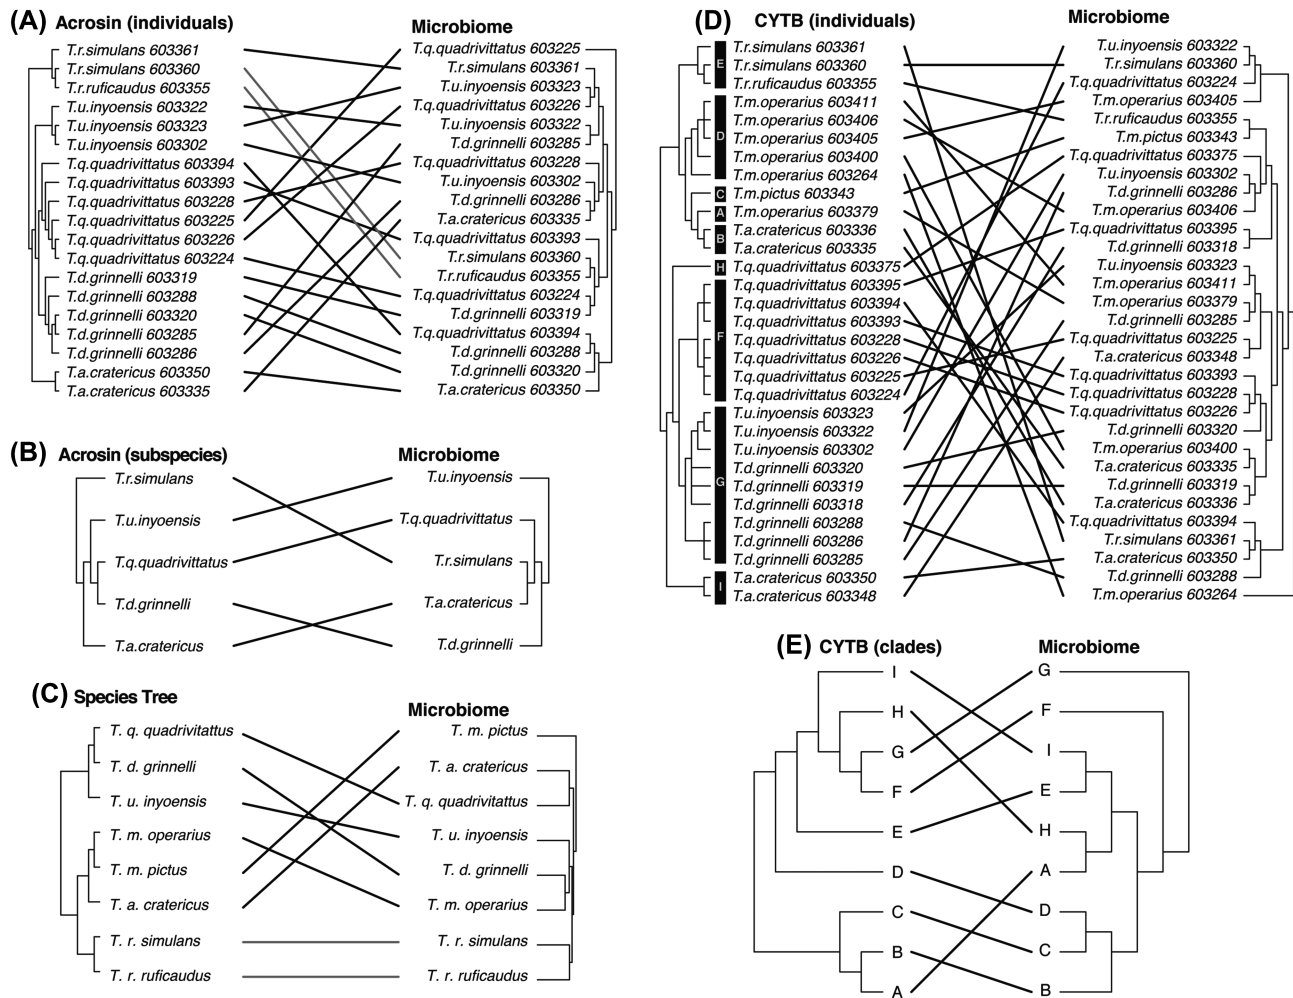 (A) Acrosin (individuals)
Microbiome
T.r.simulans 603361
T.r.simulans 603360
T.r.ruficaudus 603355
T.u.inyoensis 603322
T.u.inyoensis 603323
T.u.inyoensis 603302
T.q.quadrivittatus 603394
T.q.quadrivittatus 603393
T.q.quadrivittatus 603228
T.q.quadrivittatus 603225
T.q.quadrivittatus 603226
T.q.quadrivittatus 603224
T.d.grinnelli 603319
T.d.grinnelli 603288
T.d.grinnelli 603320
T.d.grinnelli 603285
T.d.grinnelli 603286
T.a.cratericus 603350
T.a.cratericus 603335
T.q.quadrivittatus 603225
T.r.simulans 603361
T.u.inyoensis 603323
T.q.quadrivittatus 603226
T.u.inyoensis 603322
T.d.grinnelli 603285
T.q.quadrivittatus 603228
T.u.inyoensis 603302
T.d.grinnelli 603286
T.a.cratericus 603335
T.q.quadrivittatus 603393
T.r.simulans 603360
T.r.ruficaudus 603355
T.q.quadrivittatus 603224
T.d.grinnelli 603319
T.q.quadrivittatus 603394
T.d.grinnelli 603288
T.d.grinnelli 603320
T.a.cratericus 603350
(B) Acrosin (subspecies)
Microbiome
T.r.simulans
T.u.inyoensis
T.q.quadrivittatus
T.d.grinnelli
T.a.cratericus
T.u.inyoensis
T.q.quadrivittatus
T.r.simulans
T.a.cratericus
T.d.grinnelli
(C) Species Tree
Microbiome
T. q. quadrivitattus
T. d. grinnelli
T. u. inyoensis
T. m. operarius
T. m. pictus
T. a. cratericus
T. r. simulans
T. r. ruficaudus
T. m. pictus
T. a. cratericus
T. q. quadrivitattus
T. u. inyoensis
T. d. grinnelli
T. m. operarius
T. r. simulans
T. r. ruficaudus
(D) CYTB (individuals)
Microbiome
E
D
C
A
B
H
F
G
I
T.r.simulans 603361
T.r.simulans 603360
T.r.ruficaudus 603355
T.m.operarius 603411
T.m.operarius 603406
T.m.operarius 603405
T.m.operarius 603400
T.m.operarius 603264
T.m.pictus 603343
T.m.operarius 603379
T.a.cratericus 603336
T.a.cratericus 603335
T.q.quadrivittatus 603375
T.q.quadrivittatus 603395
T.q.quadrivittatus 603394
T.q.quadrivittatus 603393
T.q.quadrivittatus 603228
T.q.quadrivittatus 603226
T.q.quadrivittatus 603225
T.q.quadrivittatus 603224
T.u.inyoensis 603323
T.u.inyoensis 603322
T.u.inyoensis 603302
T.d.grinnelli 603320
T.d.grinnelli 603319
T.d.grinnelli 603318
T.d.grinnelli 603288
T.d.grinnelli 603286
T.d.grinnelli 603285
T.a.cratericus 603350
T.a.cratericus 603348
T.u.inyoensis 603322
T.r.simulans 603360
T.q.quadrivittatus 603224
T.m.operarius 603405
T.r.ruficaudus 603355
T.m.pictus 603343
T.q.quadrivittatus 603375
T.u.inyoensis 603302
T.d.grinnelli 603286
T.m.operarius 603406
T.q.quadrivittatus 603395
T.d.grinnelli 603318
T.u.inyoensis 603323
T.m.operarius 603411
T.m.operarius 603379
T.d.grinnelli 603285
T.q.quadrivittatus 603225
T.a.cratericus 603348
T.q.quadrivittatus 603393
T.q.quadrivittatus 603228
T.q.quadrivittatus 603226
T.d.grinnelli 603320
T.m.operarius 603400
T.a.cratericus 603335
T.d.grinnelli 603319
T.a.cratericus 603336
T.q.quadrivittatus 603394
T.r.simulans 603361
T.a.cratericus 603350
T.d.grinnelli 603288
T.m.operarius 603264
(E) CYTB (clades)
Microbiome
I
H
G
F
E
D
C
B
A
G
F
I
E
H
A
D
C
B